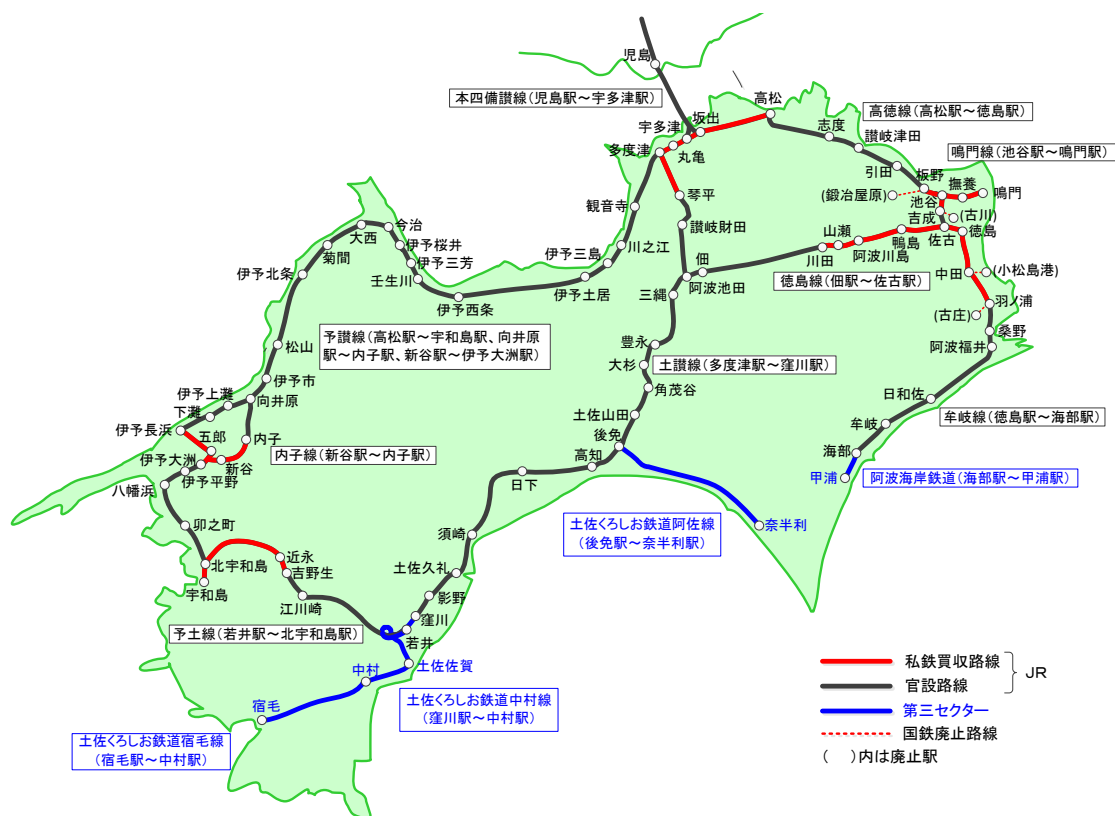 児島
本四備讃線(児島駅～宇多津駅)
高松
高徳線(高松駅～徳島駅)
坂出
宇多津
志度
多度津
丸亀
讃岐津田
鳴門線(池谷駅～鳴門駅)
引田
板野
撫養
鳴門
琴平
(鍛冶屋原)
池谷
観音寺
吉成
(古川)
今治
讃岐財田
山瀬
鴨島
佐古
徳島
大西
伊予桜井
川之江
川田
阿波川島
菊間
伊予三芳
伊予三島
佃
中田
(小松島港)
伊予北条
壬生川
伊予土居
阿波池田
徳島線(佃駅～佐古駅)
伊予西条
三縄
羽ノ浦
(古庄)
予讃線(高松駅～宇和島駅、向井原
駅～内子駅、新谷駅～伊予大洲駅)
桑野
松山
豊永
阿波福井
大杉
土讃線(多度津駅～窪川駅)
伊予市
角茂谷
伊予上灘
向井原
日和佐
下灘
土佐山田
牟岐線(徳島駅～海部駅)
伊予長浜
牟岐
五郎
内子
後免
伊予大洲
新谷
内子線(新谷駅～内子駅)
海部
伊予平野
高知
日下
甲浦
阿波海岸鉄道(海部駅～甲浦駅)
八幡浜
卯之町
須崎
土佐くろしお鉄道阿佐線
(後免駅～奈半利駅)
奈半利
近永
北宇和島
吉野生
土佐久礼
宇和島
影野
江川崎
窪川
予土線(若井駅～北宇和島駅)
若井
土佐佐賀
中村
私鉄買収路線
JR
官設路線
土佐くろしお鉄道中村線
(窪川駅～中村駅)
宿毛
第三セクター
土佐くろしお鉄道宿毛線
(宿毛駅～中村駅)
国鉄廃止路線
(　)内は廃止駅